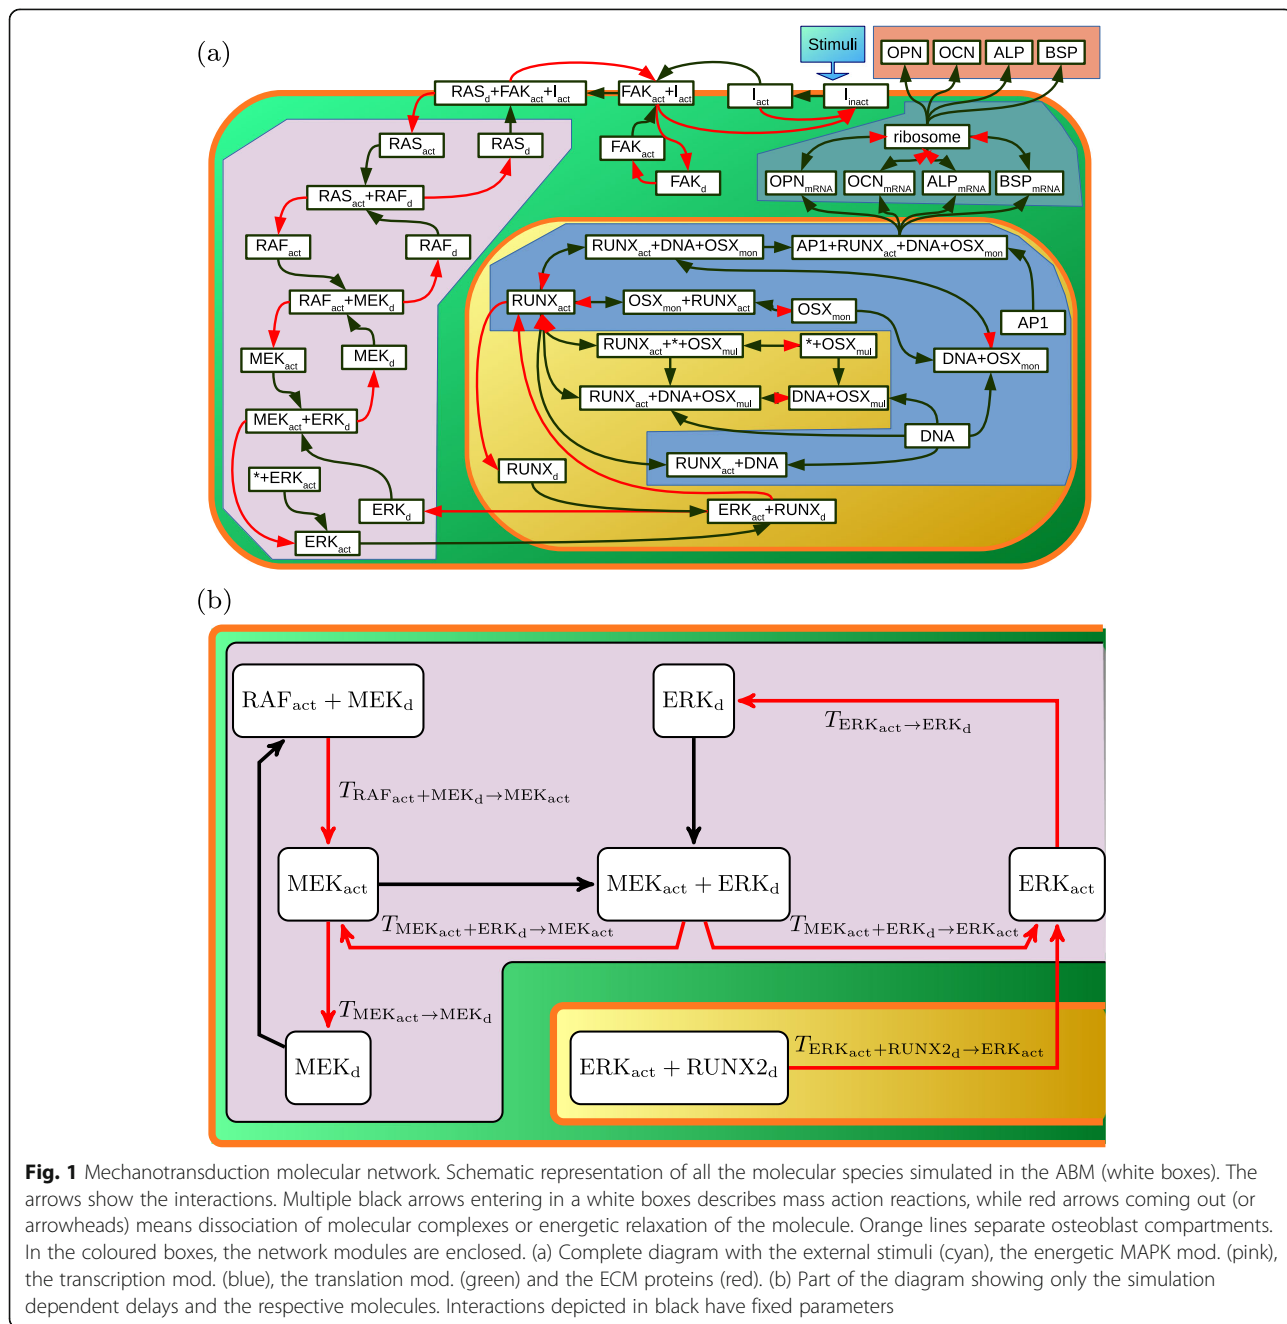 (a)
Stimuli
OPN OCN ALP BSP
RAS_d+FAK_act+I_act
FAK_act+I_act
I_act
I_inact
RAS_act
RAS_d
FAK_act
FAK_d
ribosome
OPN_mRNA OCN_mRNA ALP_mRNA BSP_mRNA
RAS_act+RAF_d
RAF_act
RAF_d
RAF_act+MEK_d
MEK_act
MEK_d
MEK_act+ERK_d
*+ERK_act
ERK_d
ERK_act
RUNX_act+DNA+OSX_mon
AP1+RUNX_act+DNA+OSX_mon
RUNX_act
OSX_mon+RUNX_act
OSX_mon
AP1
RUNX_act+*+OSX_mul
*+OSX_mul
DNA+OSX_mon
RUNX_act+DNA+OSX_mul
DNA+OSX_mul
DNA
RUNX_act+DNA
RUNX_d
ERK_act+RUNX_d
(b)
RAF_act + MEK_d
ERK_d
T_ERK_act→ERK_d
T_RAF_act+MEK_d→MEK_act
MEK_act
MEK_act + ERK_d
ERK_act
T_MEK_act+ERK_d→MEK_act
T_MEK_act+ERK_d→ERK_act
T_MEK_act→MEK_d
MEK_d
ERK_act + RUNX2_d
T_ERK_act+RUNX2_d→ERK_act
Fig. 1 Mechanotransduction molecular network. Schematic representation of all the molecular species simulated in the ABM (white boxes). The
arrows show the interactions. Multiple black arrows entering in a white boxes describes mass action reactions, while red arrows coming out (or
arrowheads) means dissociation of molecular complexes or energetic relaxation of the molecule. Orange lines separate osteoblast compartments.
In the coloured boxes, the network modules are enclosed. (a) Complete diagram with the external stimuli (cyan), the energetic MAPK mod. (pink),
the transcription mod. (blue), the translation mod. (green) and the ECM proteins (red). (b) Part of the diagram showing only the simulation
dependent delays and the respective molecules. Interactions depicted in black have fixed parameters